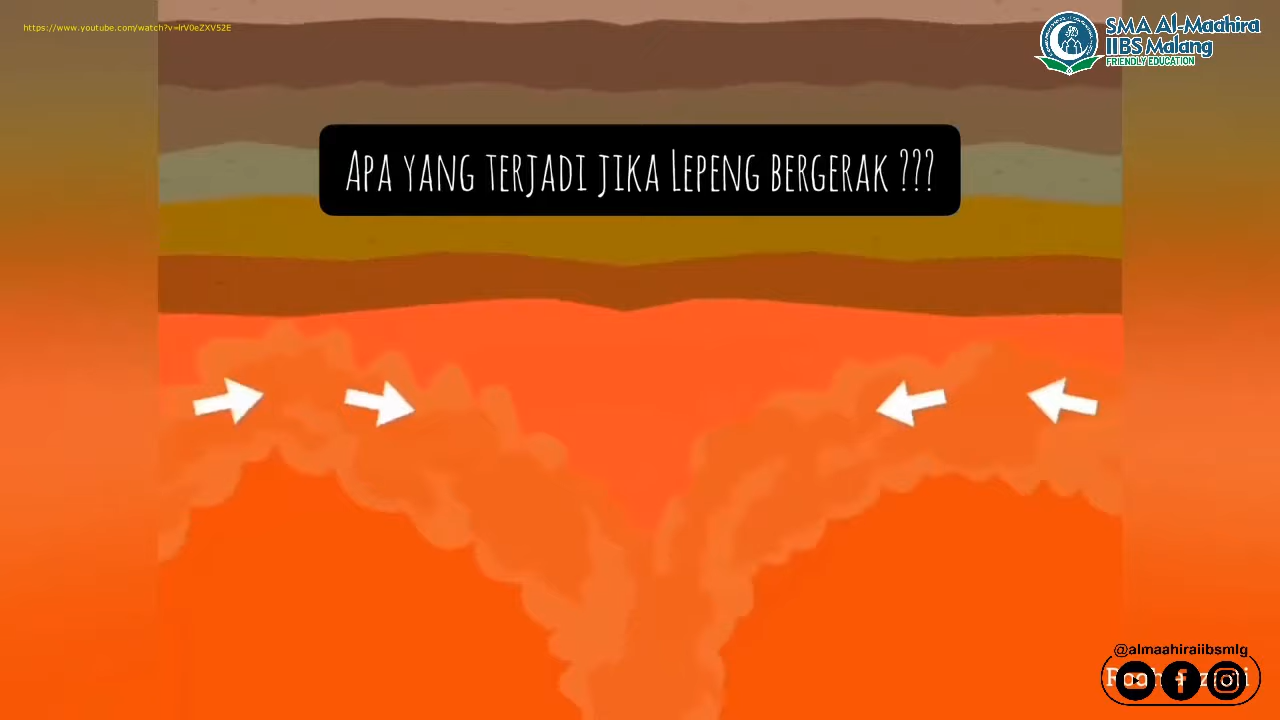 https://www.youtube.com/watch?v=lrV0eZXV52E
SMA Al-Maahira
IIBS Malang
FRIENDLY EDUCATION
APA YANG TERJADI JIKA LEPENG BERGERAK ???
@almaahiraiibsmlg